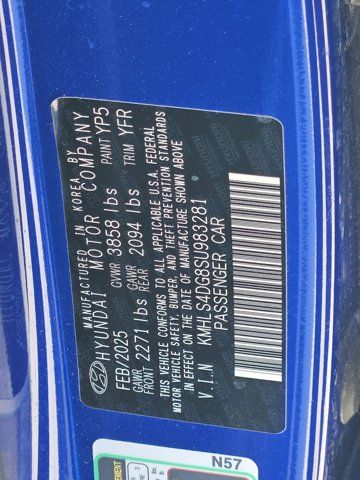 MANUFACTURED IN KOREA BY
HYUNDAI MOTOR COMPANY
FEB/2025 GVWR 3858 lbs PAINT YP5
GAWR FRONT 2271 lbs GAWR REAR 2094 lbs TRIM YFR
THIS VEHICLE CONFORMS TO ALL APPLICABLE U.S.A. FEDERAL
MOTOR VEHICLE SAFETY, BUMPER, AND THEFT PREVENTION STANDARDS
IN EFFECT ON THE DATE OF MANUFACTURE SHOWN ABOVE
V.I.N KMHLS4DG8SU983281
PASSENGER CAR
N57